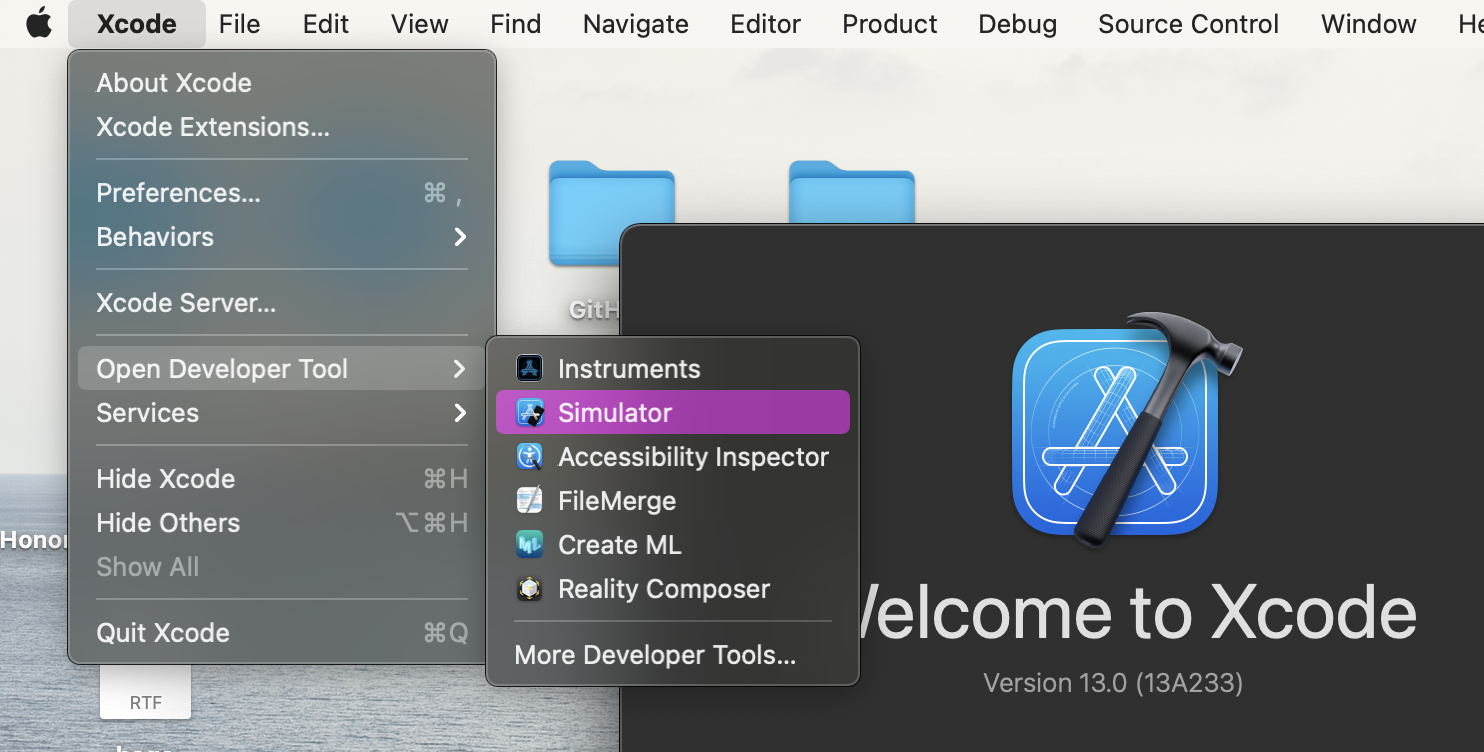 Xcode File Edit View Find Navigate Editor Product Debug Source Control Window
About Xcode
Xcode Extensions...
Preferences... ⌘ ,
Behaviors
Xcode Server...
Open Developer Tool
Services
Hide Xcode ⌘H
Hide Others ⌥⌘H
Show All
Quit Xcode ⌘Q
Instruments
Simulator
Accessibility Inspector
FileMerge
Create ML
Reality Composer
More Developer Tools...
GitH
Honor
RTF
Welcome to Xcode
Version 13.0 (13A233)